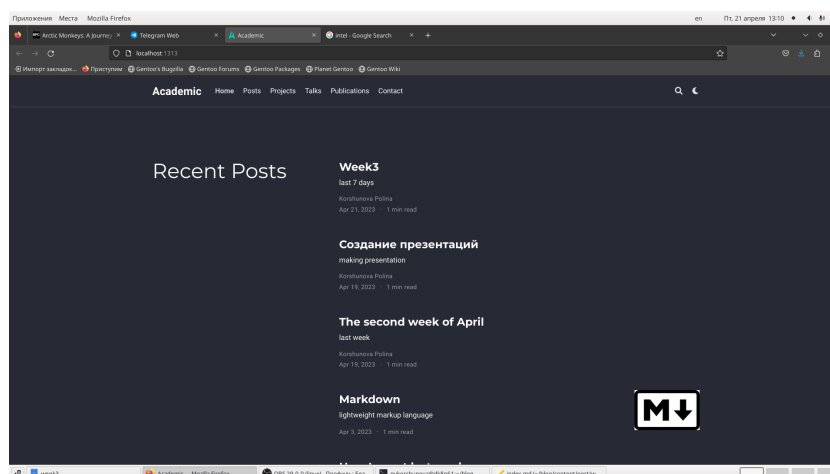 Приложения Места Mozilla Firefox
en Пт, 21 апреля 13:10
Arctic Monkeys: A Journey Telegram Web Academic intel - Google Search
localhost:1313
Импорт закладок... Приступим Gentoo's Bugzilla Gentoo Forums Gentoo Packages Planet Gentoo Gentoo Wiki
Academic Home Posts Projects Talks Publications Contact
Recent Posts
Week3
last 7 days
Korshunova Polina
Apr 21, 2023 · 1 min read
Создание презентаций
making presentation
Korshunova Polina
Apr 19, 2023 · 1 min read
The second week of April
last week
Korshunova Polina
Apr 19, 2023 · 1 min read
Markdown
lightweight markup language
Apr 3, 2023 · 1 min read
M
week3 Academic — Mozilla Firefox